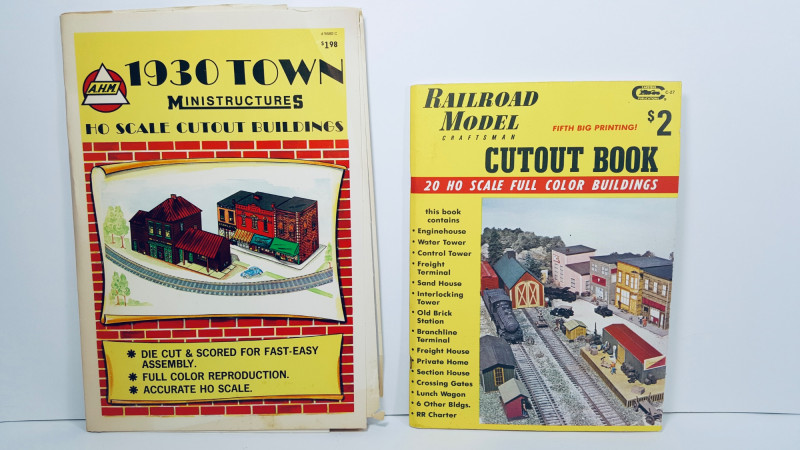 $1.98
A.H.M.
1930 TOWN
MINISTRUCTURES
HO SCALE CUTOUT BUILDINGS
✱ DIE CUT & SCORED FOR FAST-EASY
ASSEMBLY.
✱ FULL COLOR REPRODUCTION.
✱ ACCURATE HO SCALE.
RAILROAD
MODEL
CRAFTSMAN
FIFTH BIG PRINTING!
$2
CUTOUT BOOK
20 HO SCALE FULL COLOR BUILDINGS
this book
contains
• Enginehouse
• Water Tower
• Control Tower
• Freight
Terminal
• Sand House
• Interlocking
Tower
• Old Brick
Station
• Branchline
Terminal
• Freight House
• Private Home
• Section House
• Crossing Gates
• Lunch Wagon
• 6 Other Bldgs.
• RR Charter